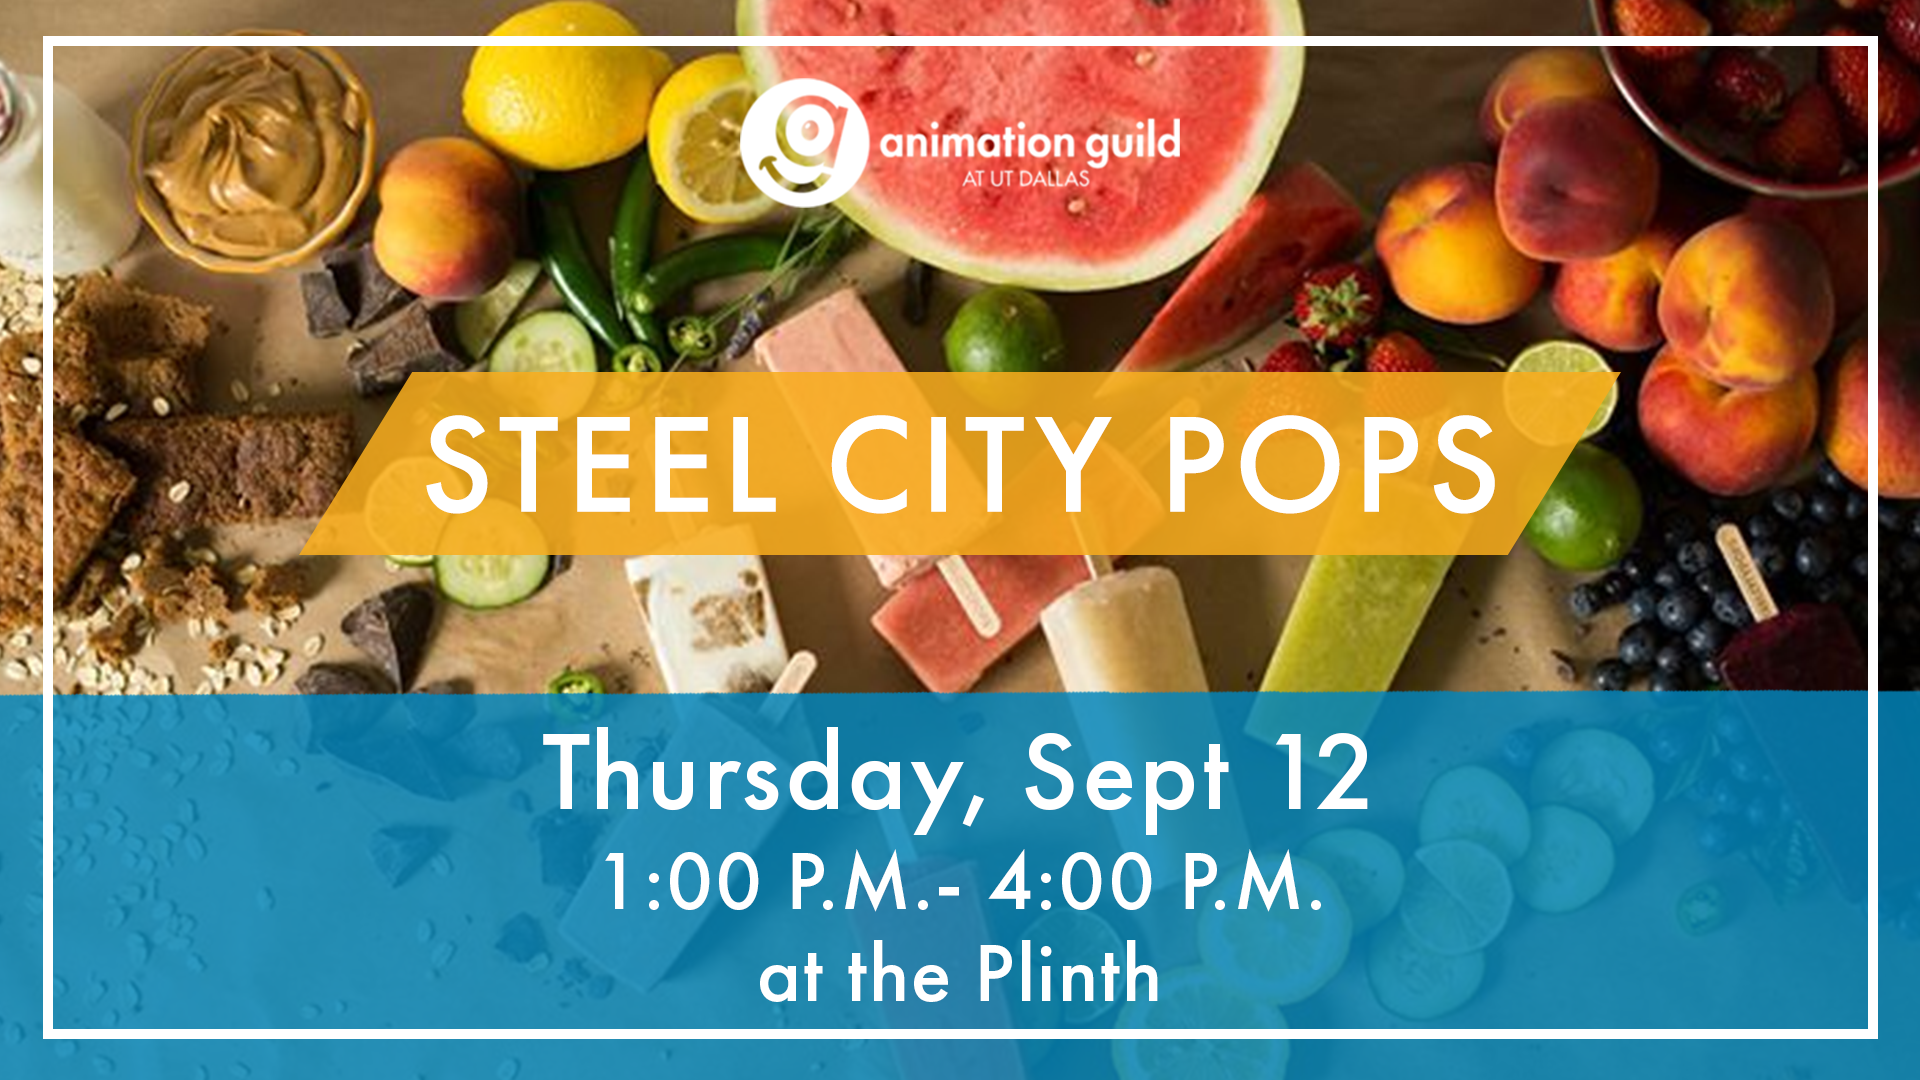 animation guild
AT UT DALLAS
STEEL CITY POPS
Thursday, Sept 12
1:00 P.M.- 4:00 P.M.
at the Plinth